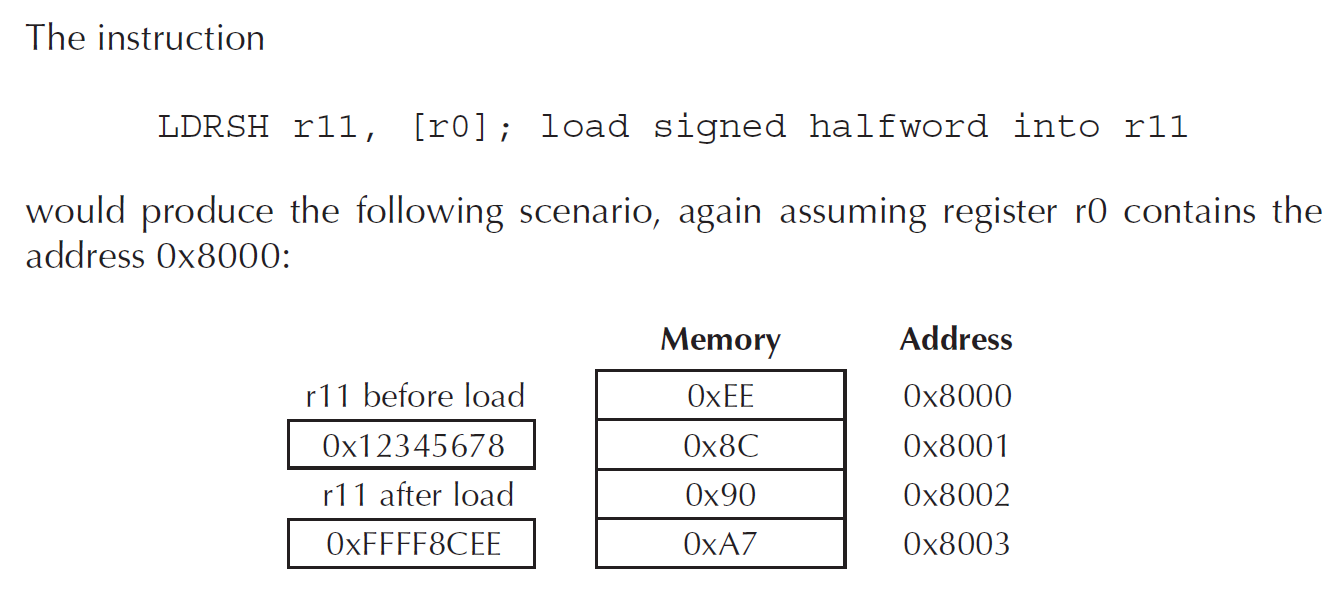 The instruction
LDRSH r11, [r0]; load signed halfword into r11
would produce the following scenario, again assuming register r0 contains the
address 0x8000:
Memory Address
r11 before load 0xEE 0x8000
0x12345678 0x8C 0x8001
r11 after load 0x90 0x8002
0xFFFF8CEE 0xA7 0x8003